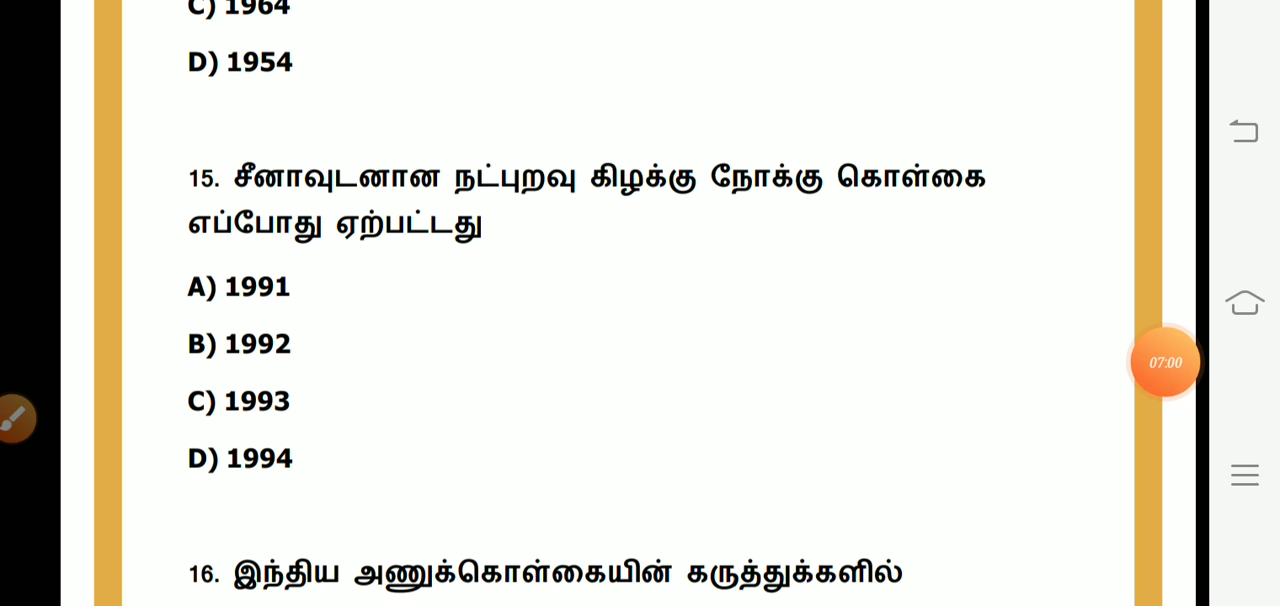 C) 1964
D) 1954
15. சீனாவுடனான நட்புறவு கிழக்கு நோக்கு கொள்கை
எப்போது ஏற்பட்டது
A) 1991
B) 1992
C) 1993
D) 1994
07:00
16. இந்திய அணுக்கொள்கையின் கருத்துக்களில்